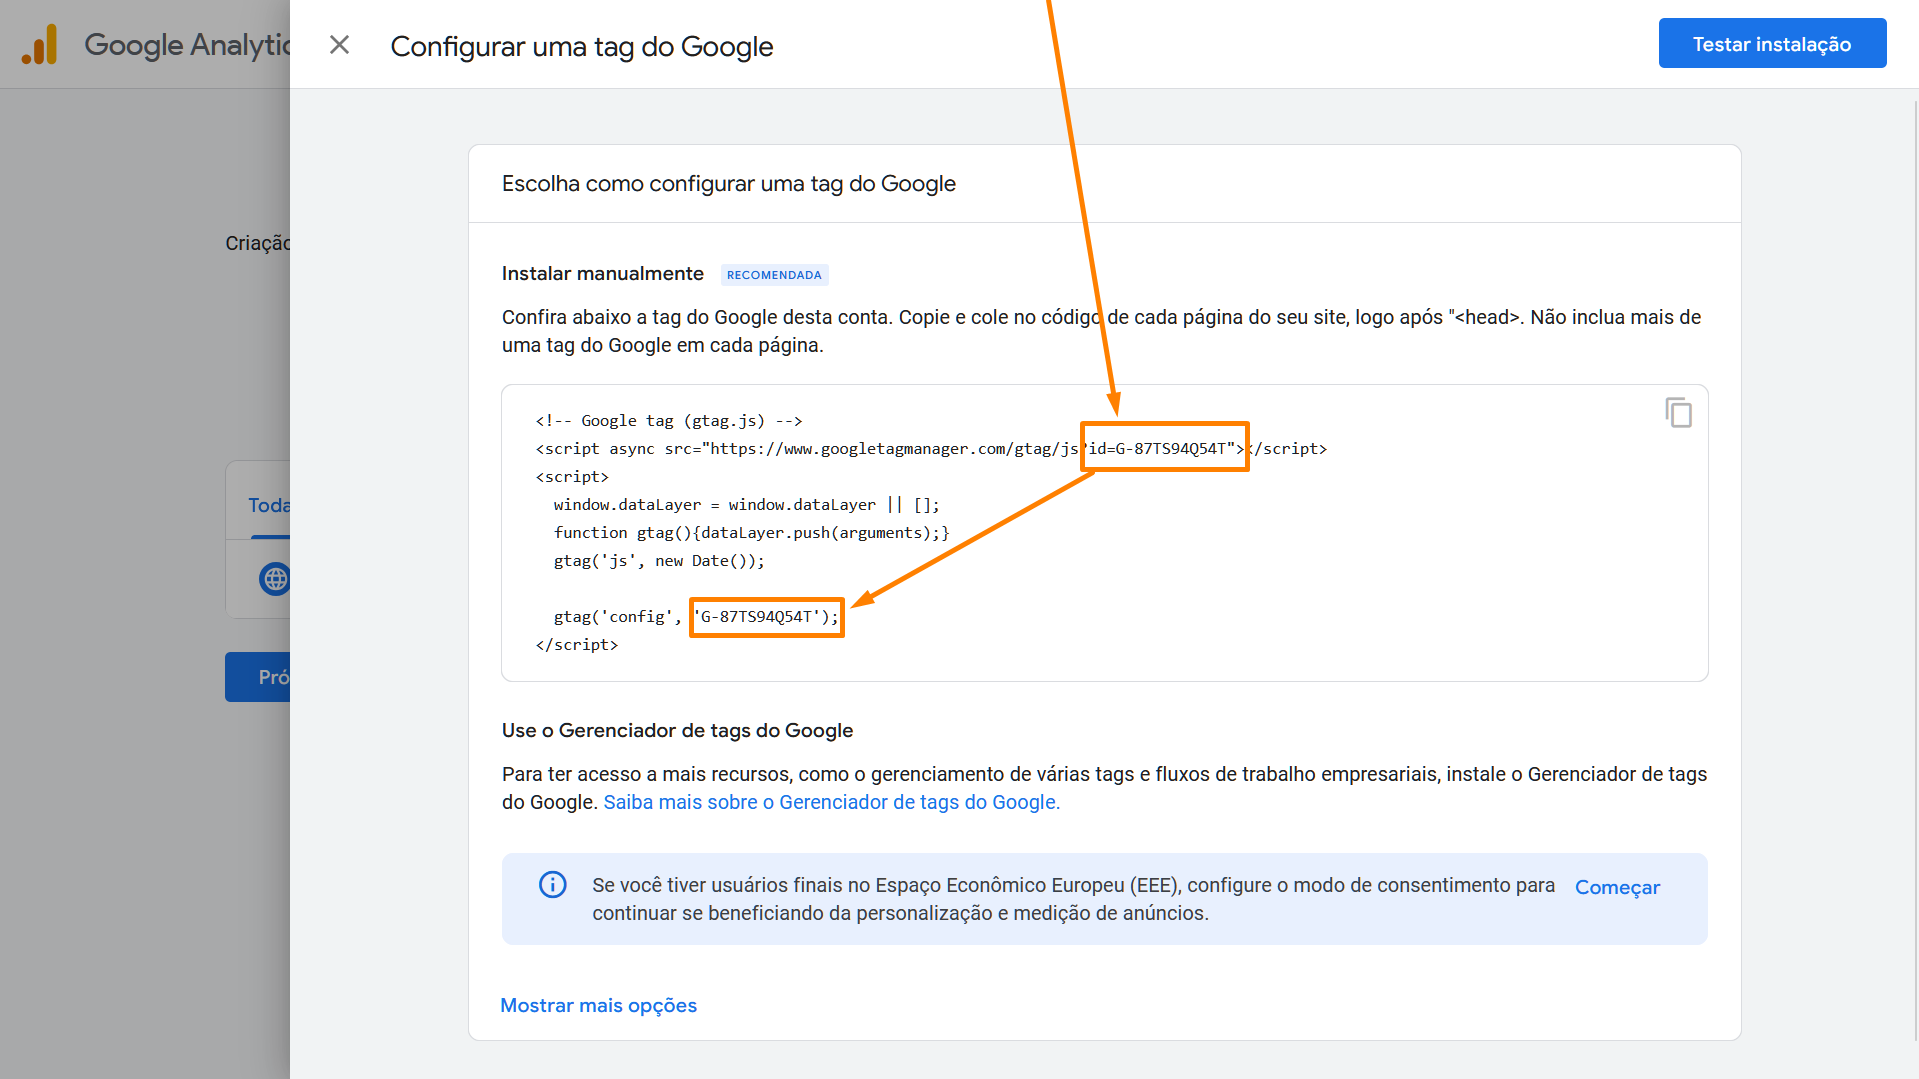 Google Analytic
Configurar uma tag do Google
Testar instalação
Criação
Toda
Pró
Escolha como configurar uma tag do Google
Instalar manualmente
RECOMENDADA
Confira abaixo a tag do Google desta conta. Copie e cole no código de cada página do seu site, logo após "<head>. Não inclua mais de
uma tag do Google em cada página.
<!-- Google tag (gtag.js) -->
<script async src="https://www.googletagmanager.com/gtag/js?id=G-87TS94Q54T"></script>
<script>
window.dataLayer = window.dataLayer || [];
function gtag(){dataLayer.push(arguments);}
gtag('js', new Date());
gtag('config', 'G-87TS94Q54T');
</script>
Use o Gerenciador de tags do Google
Para ter acesso a mais recursos, como o gerenciamento de várias tags e fluxos de trabalho empresariais, instale o Gerenciador de tags
do Google. Saiba mais sobre o Gerenciador de tags do Google.
Se você tiver usuários finais no Espaço Econômico Europeu (EEE), configure o modo de consentimento para
continuar se beneficiando da personalização e medição de anúncios.
Começar
Mostrar mais opções